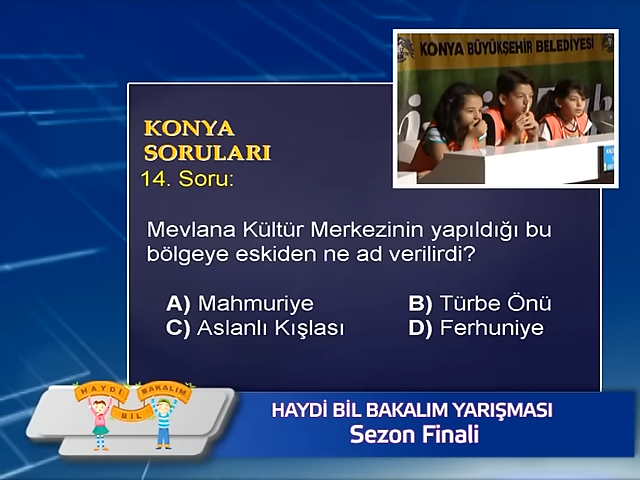 KONYA BÜYÜKŞEHİR BELEDİYESİ
KONYA
SORULARI
14. Soru:
Mevlana Kültür Merkezinin yapıldığı bu
bölgeye eskiden ne ad verilirdi?
A) Mahmuriye
B) Türbe Önü
C) Aslanlı Kışlası
D) Ferhuniye
HAYDİ
BİL
BAKALIM
HAYDİ BİL BAKALIM YARIŞMASI
Sezon Finali